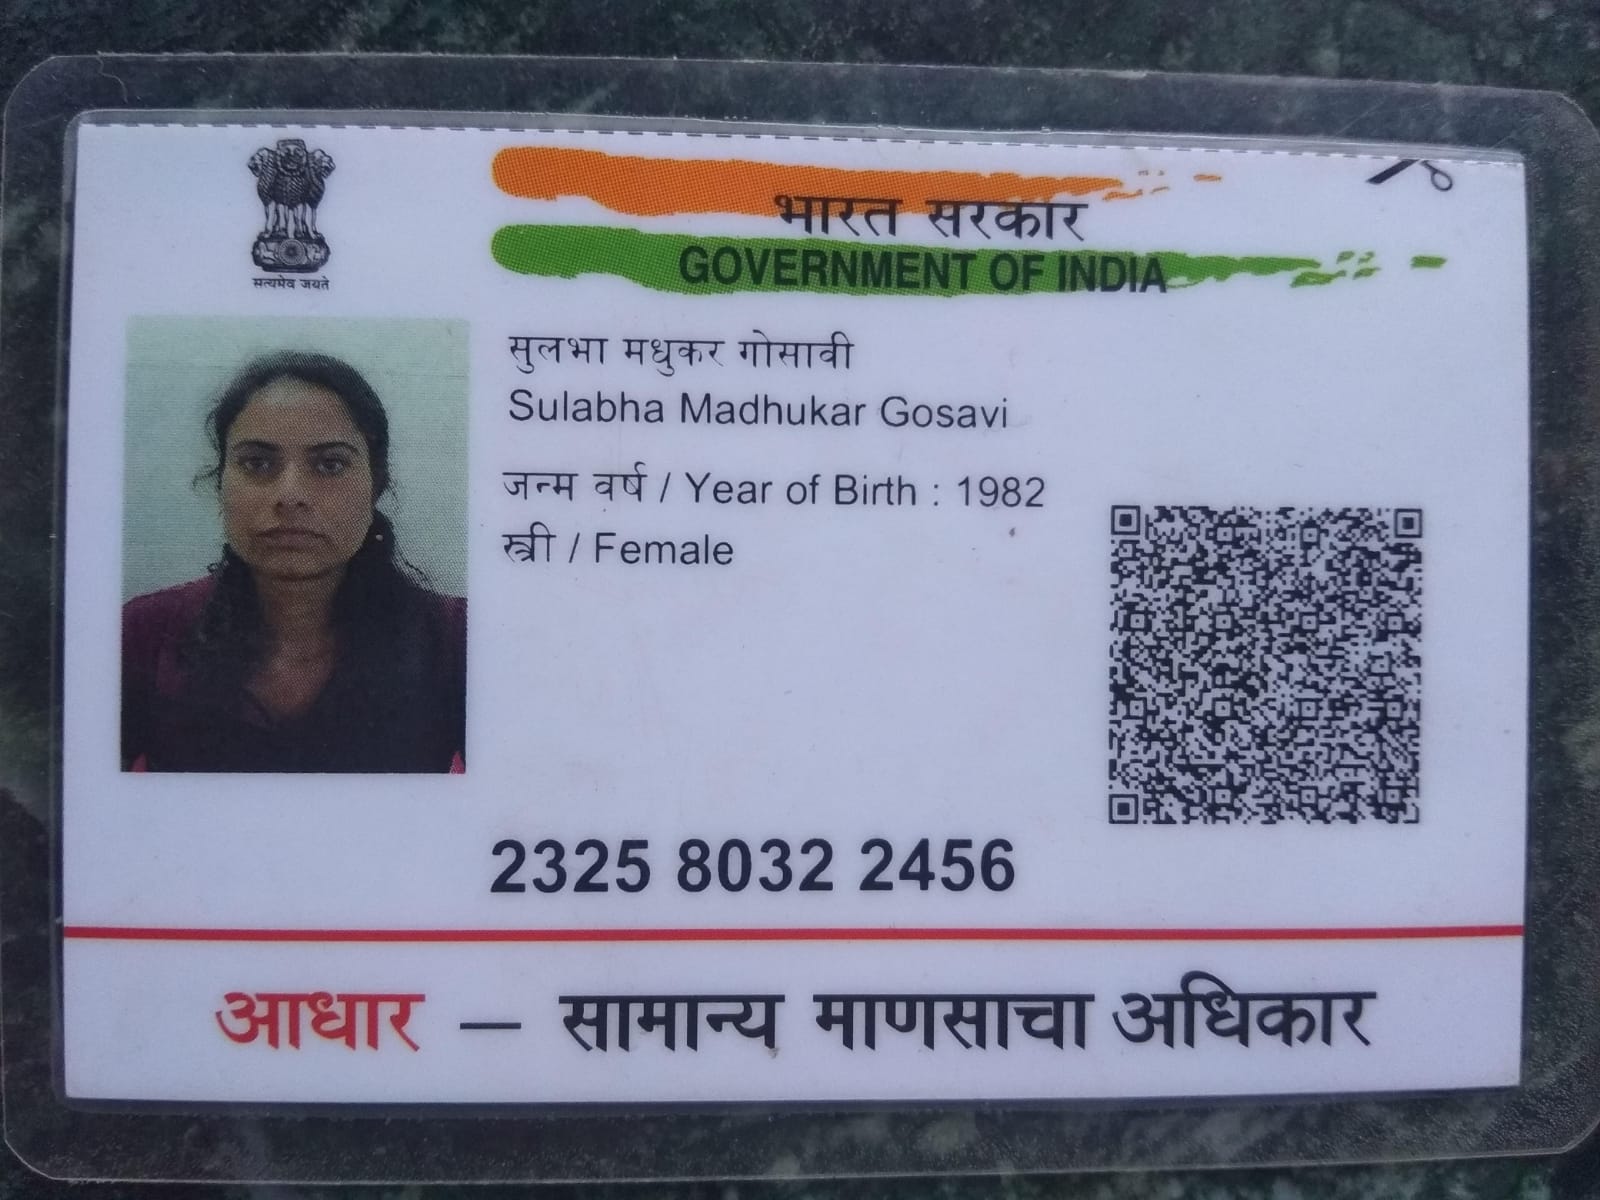 भारत सरकार
GOVERNMENT OF INDIA
सत्यमेव जयते
सुलभा मधुकर गोसावी
Sulabha Madhukar Gosavi
जन्म वर्ष / Year of Birth : 1982
स्त्री / Female
2325 8032 2456
आधार — सामान्य माणसाचा अधिकार